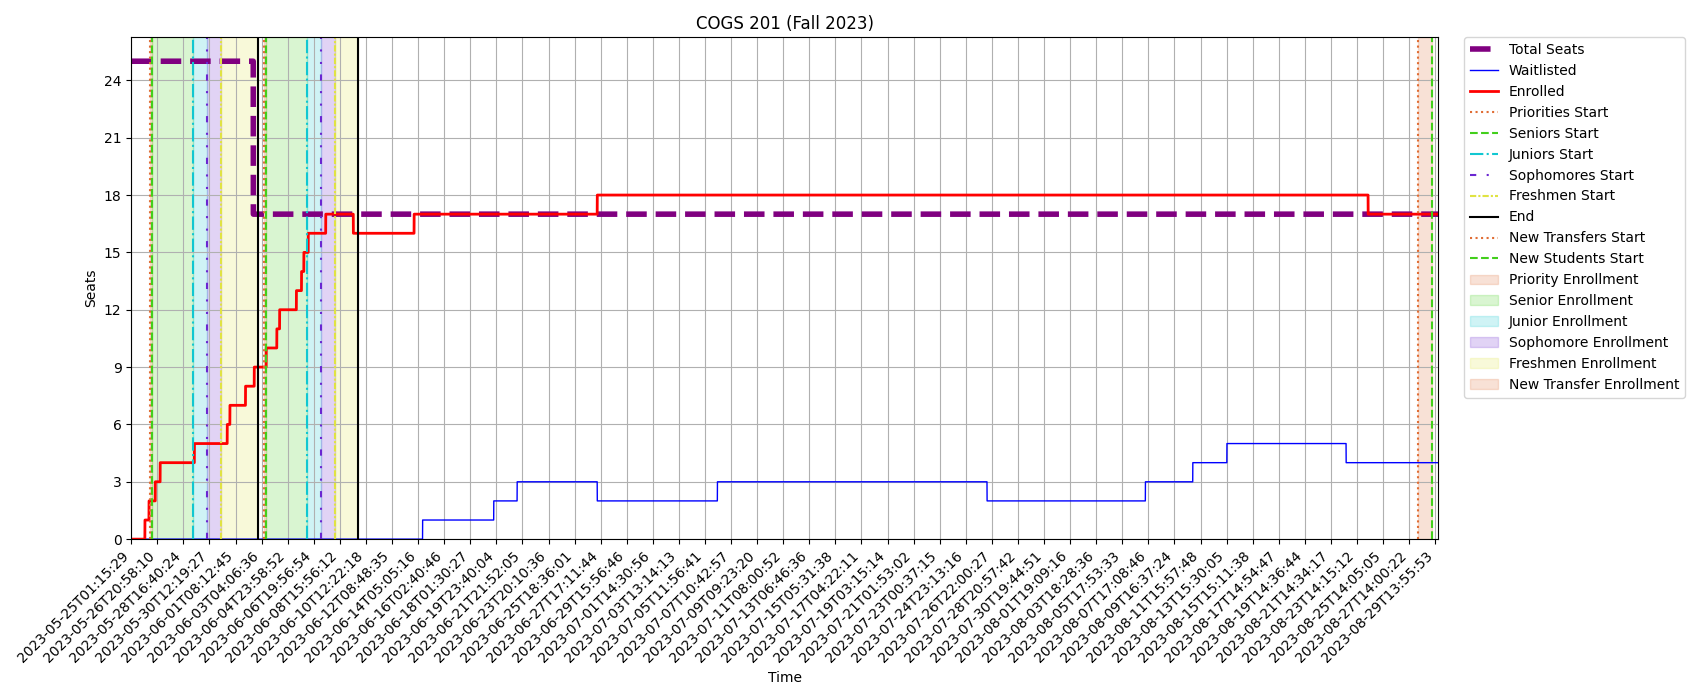 COGS 201 (Fall 2023)
Seats
24
21
18
15
12
9
6
3
0
2023-05-25T01:15:29
2023-05-26T20:58:10
2023-05-28T16:40:24
2023-05-30T12:19:27
2023-06-01T08:12:45
2023-06-03T04:06:36
2023-06-04T23:58:52
2023-06-06T19:56:54
2023-06-08T15:56:12
2023-06-10T12:22:18
2023-06-12T08:48:35
2023-06-14T05:05:16
2023-06-16T02:40:46
2023-06-18T01:30:27
2023-06-19T23:40:04
2023-06-21T21:52:05
2023-06-23T20:10:36
2023-06-25T18:36:01
2023-06-27T17:11:44
2023-06-29T15:56:46
2023-07-01T14:30:56
2023-07-03T13:14:13
2023-07-05T11:56:41
2023-07-07T10:42:57
2023-07-09T09:23:20
2023-07-11T08:00:52
2023-07-13T06:46:36
2023-07-15T05:31:38
2023-07-17T04:22:11
2023-07-19T03:15:14
2023-07-21T01:53:02
2023-07-23T00:37:15
2023-07-24T23:13:16
2023-07-26T22:00:27
2023-07-28T20:57:42
2023-07-30T19:44:51
2023-08-01T19:09:16
2023-08-03T18:28:36
2023-08-05T17:53:33
2023-08-07T17:08:46
2023-08-09T16:37:24
2023-08-11T15:57:48
2023-08-13T15:30:05
2023-08-15T15:11:38
2023-08-17T14:54:47
2023-08-19T14:36:44
2023-08-21T14:34:17
2023-08-23T14:15:12
2023-08-25T14:05:05
2023-08-27T14:00:22
2023-08-29T13:55:53
Time
Total Seats
Waitlisted
Enrolled
Priorities Start
Seniors Start
Juniors Start
Sophomores Start
Freshmen Start
End
New Transfers Start
New Students Start
Priority Enrollment
Senior Enrollment
Junior Enrollment
Sophomore Enrollment
Freshmen Enrollment
New Transfer Enrollment